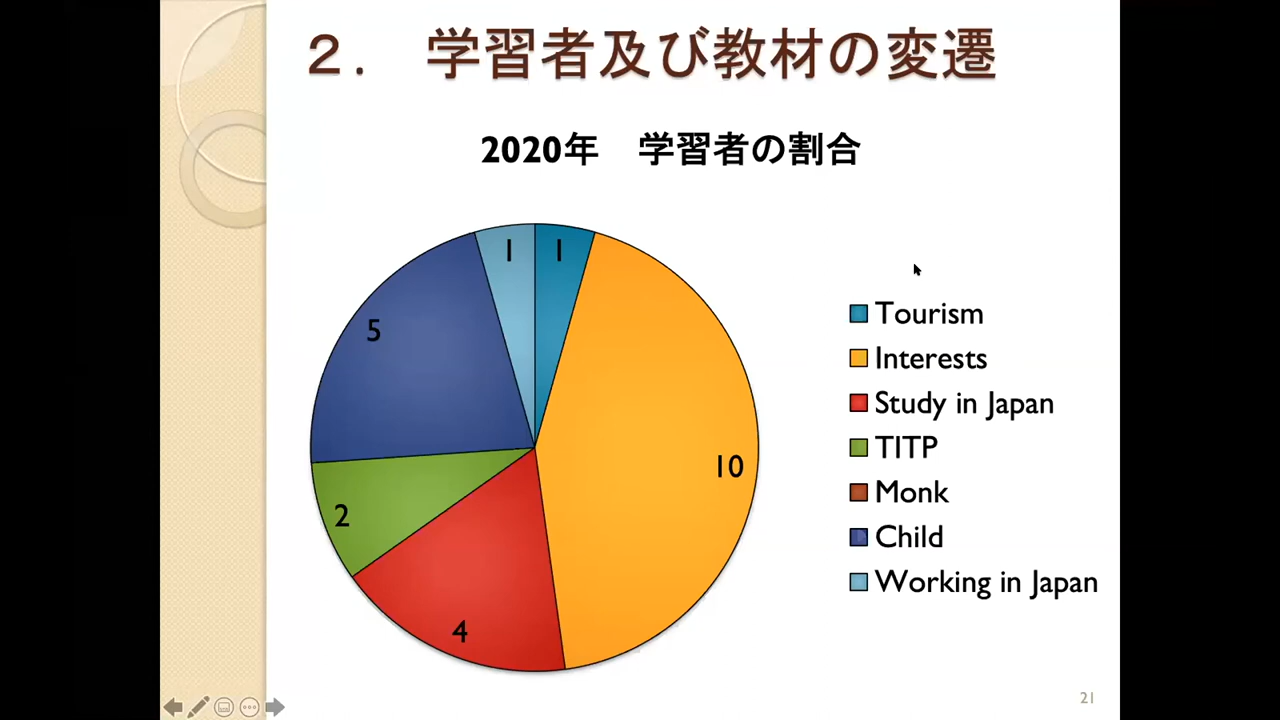 ２．　学習者及び教材の変遷
2020年　学習者の割合
1
1
5
10
2
4
Tourism
Interests
Study in Japan
TITP
Monk
Child
Working in Japan
21